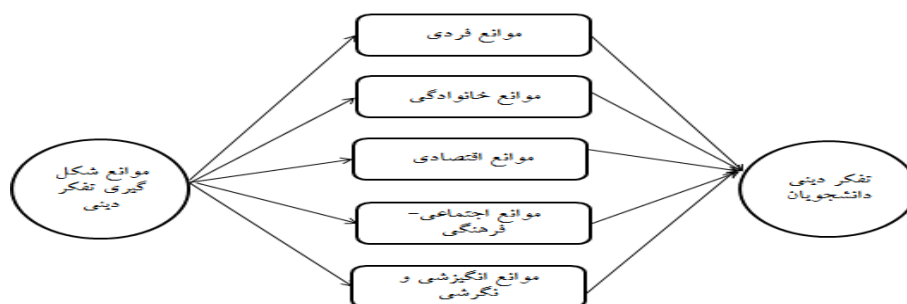 موانع فردی
موانع خانوادگی
موانع اقتصادی
موانع اجتماعی-
فرهنگی
موانع انگیزشی و
نگرشی
موانع شکل
گیری تفکر
دینی
تفکر دینی
دانشجویان